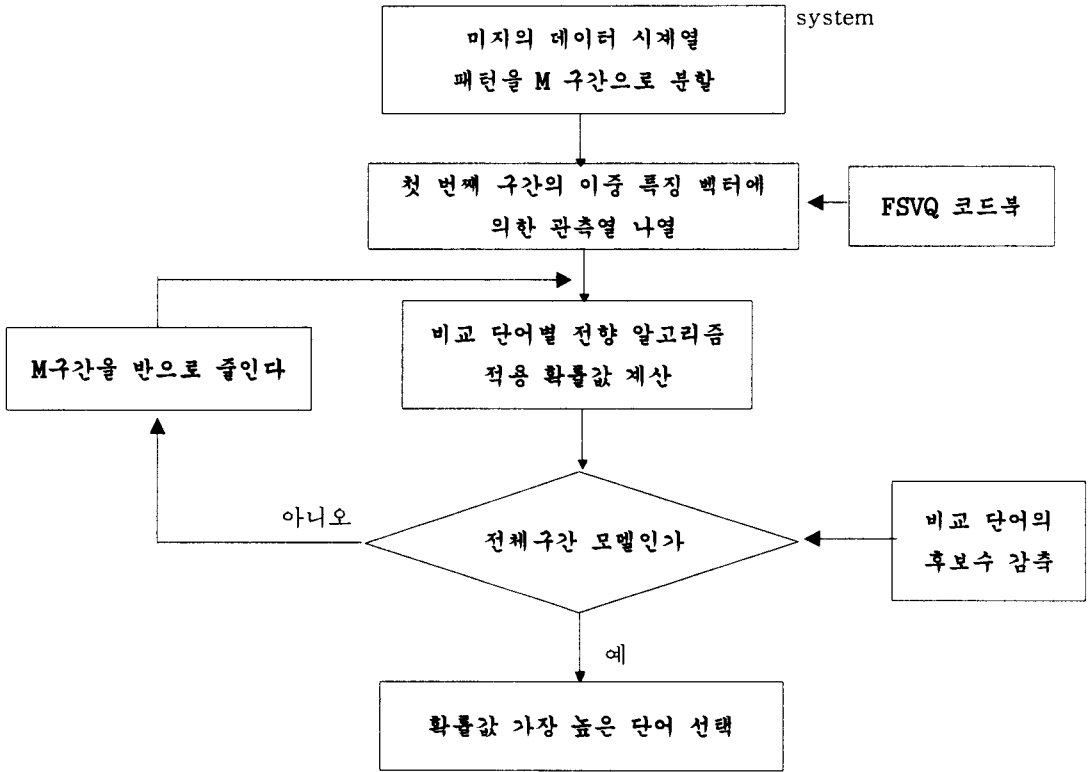 system
미지의 데이터 시계열
패턴을 M 구간으로 분할
첫 번째 구간의 이중 특징 벡터에
의한 관측열 나열
FSVQ 코드북
비교 단어별 전향 알고리즘
적용 확률값 계산
M구간을 반으로 줄인다
아니오
전체구간 모델인가
비교 단어의
후보수 감축
예
확률값 가장 높은 단어 선택